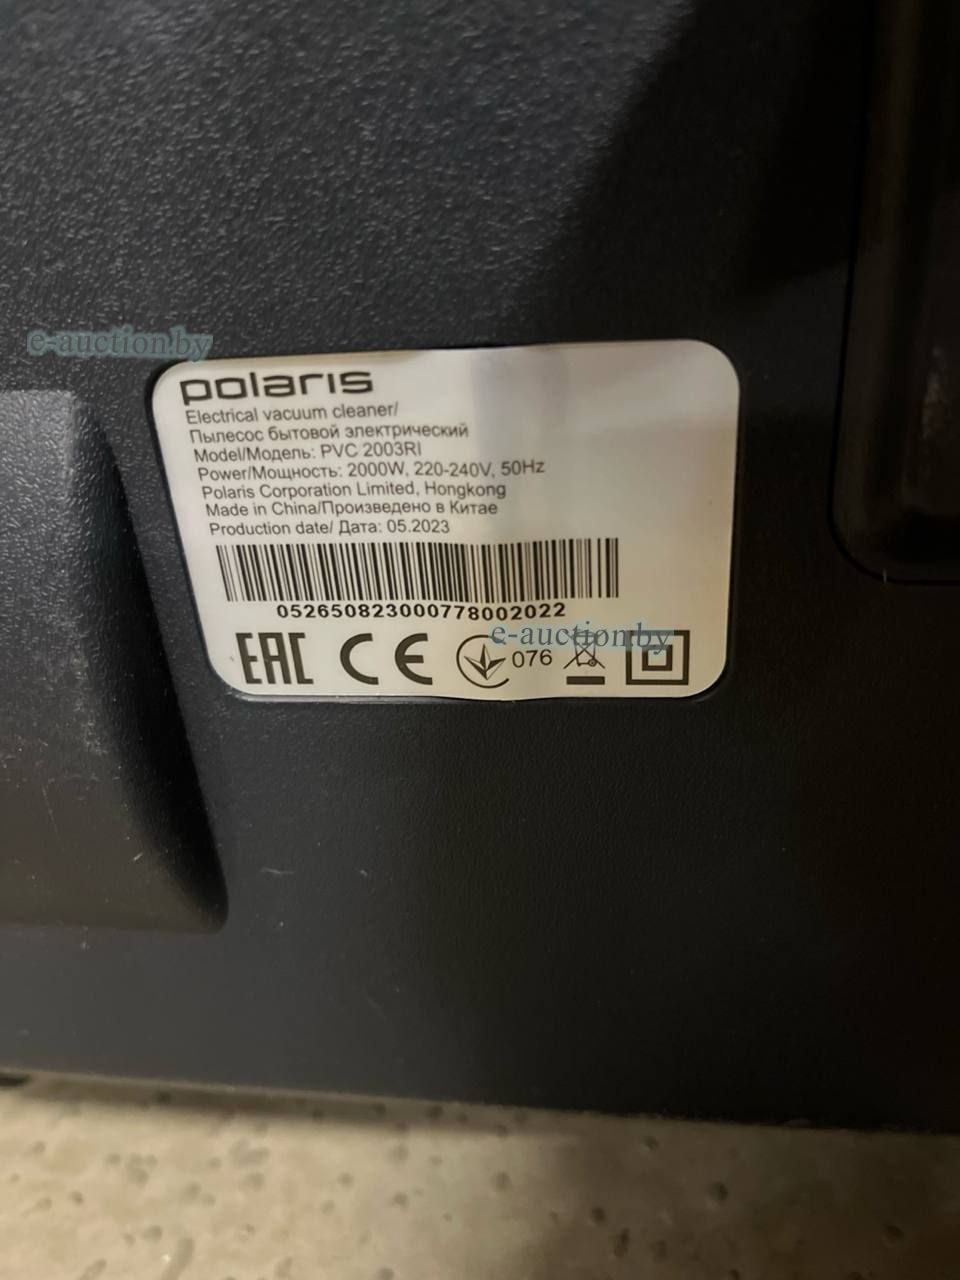 e-auction.by
polaris
Electrical vacuum cleaner/
Пылесос бытовой электрический
Model/Модель: PVC 2003RI
Power/Мощность: 2000W, 220-240V, 50Hz
Polaris Corporation Limited, Hongkong
Made in China/Произведено в Китае
Production date/ Дата: 05.2023
052650823000778002022
e-auction.by
EAC CE 076